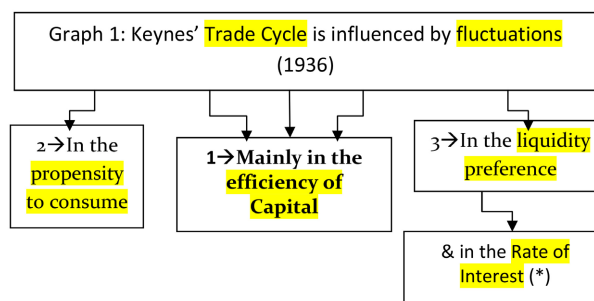 Graph 1: Keynes’ Trade Cycle is influenced by fluctuations
(1936)
2→In the
propensity
to consume
1→Mainly in the
efficiency of
Capital
3→In the liquidity
preference
& in the Rate of
Interest (*)